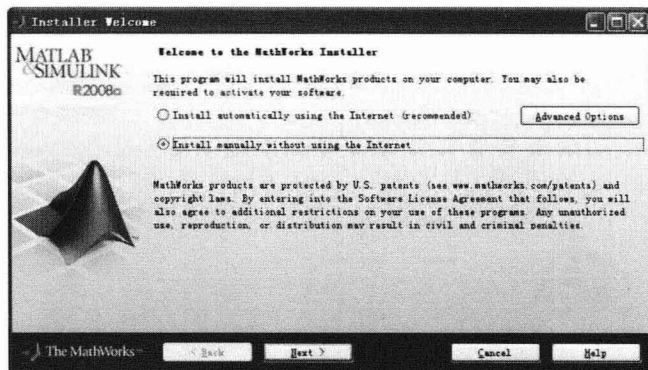 Installer Welcome
MATLAB
&SIMULINK
R2008a
Welcome to the MathWorks Installer
This program will install MathWorks products on your computer. You may also be
required to activate your software.
Install automatically using the Internet (recommended)
Advanced Options
Install manually without using the Internet
MathWorks products are protected by U.S. patents (see www.mathworks.com/patents) and
copyright laws. By entering into the Software License Agreement that follows, you will
also agree to additional restrictions on your use of these programs. Any unauthorized
use, reproduction, or distribution may result in civil and criminal penalties.
The MathWorks
< Back
Next >
Cancel
Help